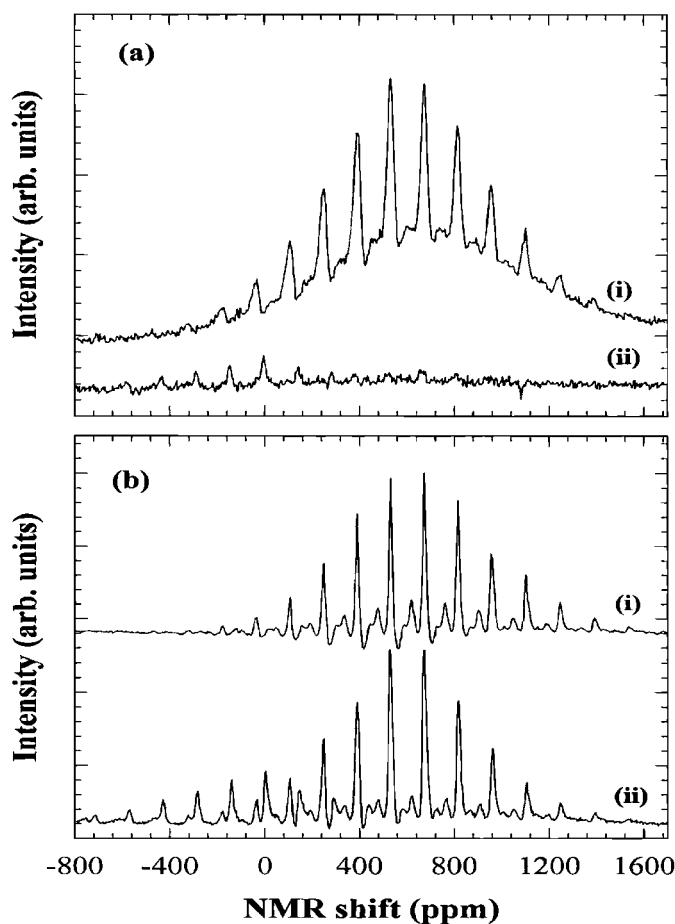 (a)
Intensity (arb. units)
(i)
(ii)
(b)
Intensity (arb. units)
(i)
(ii)
-800 -400 0 400 800 1200 1600
NMR shift (ppm)